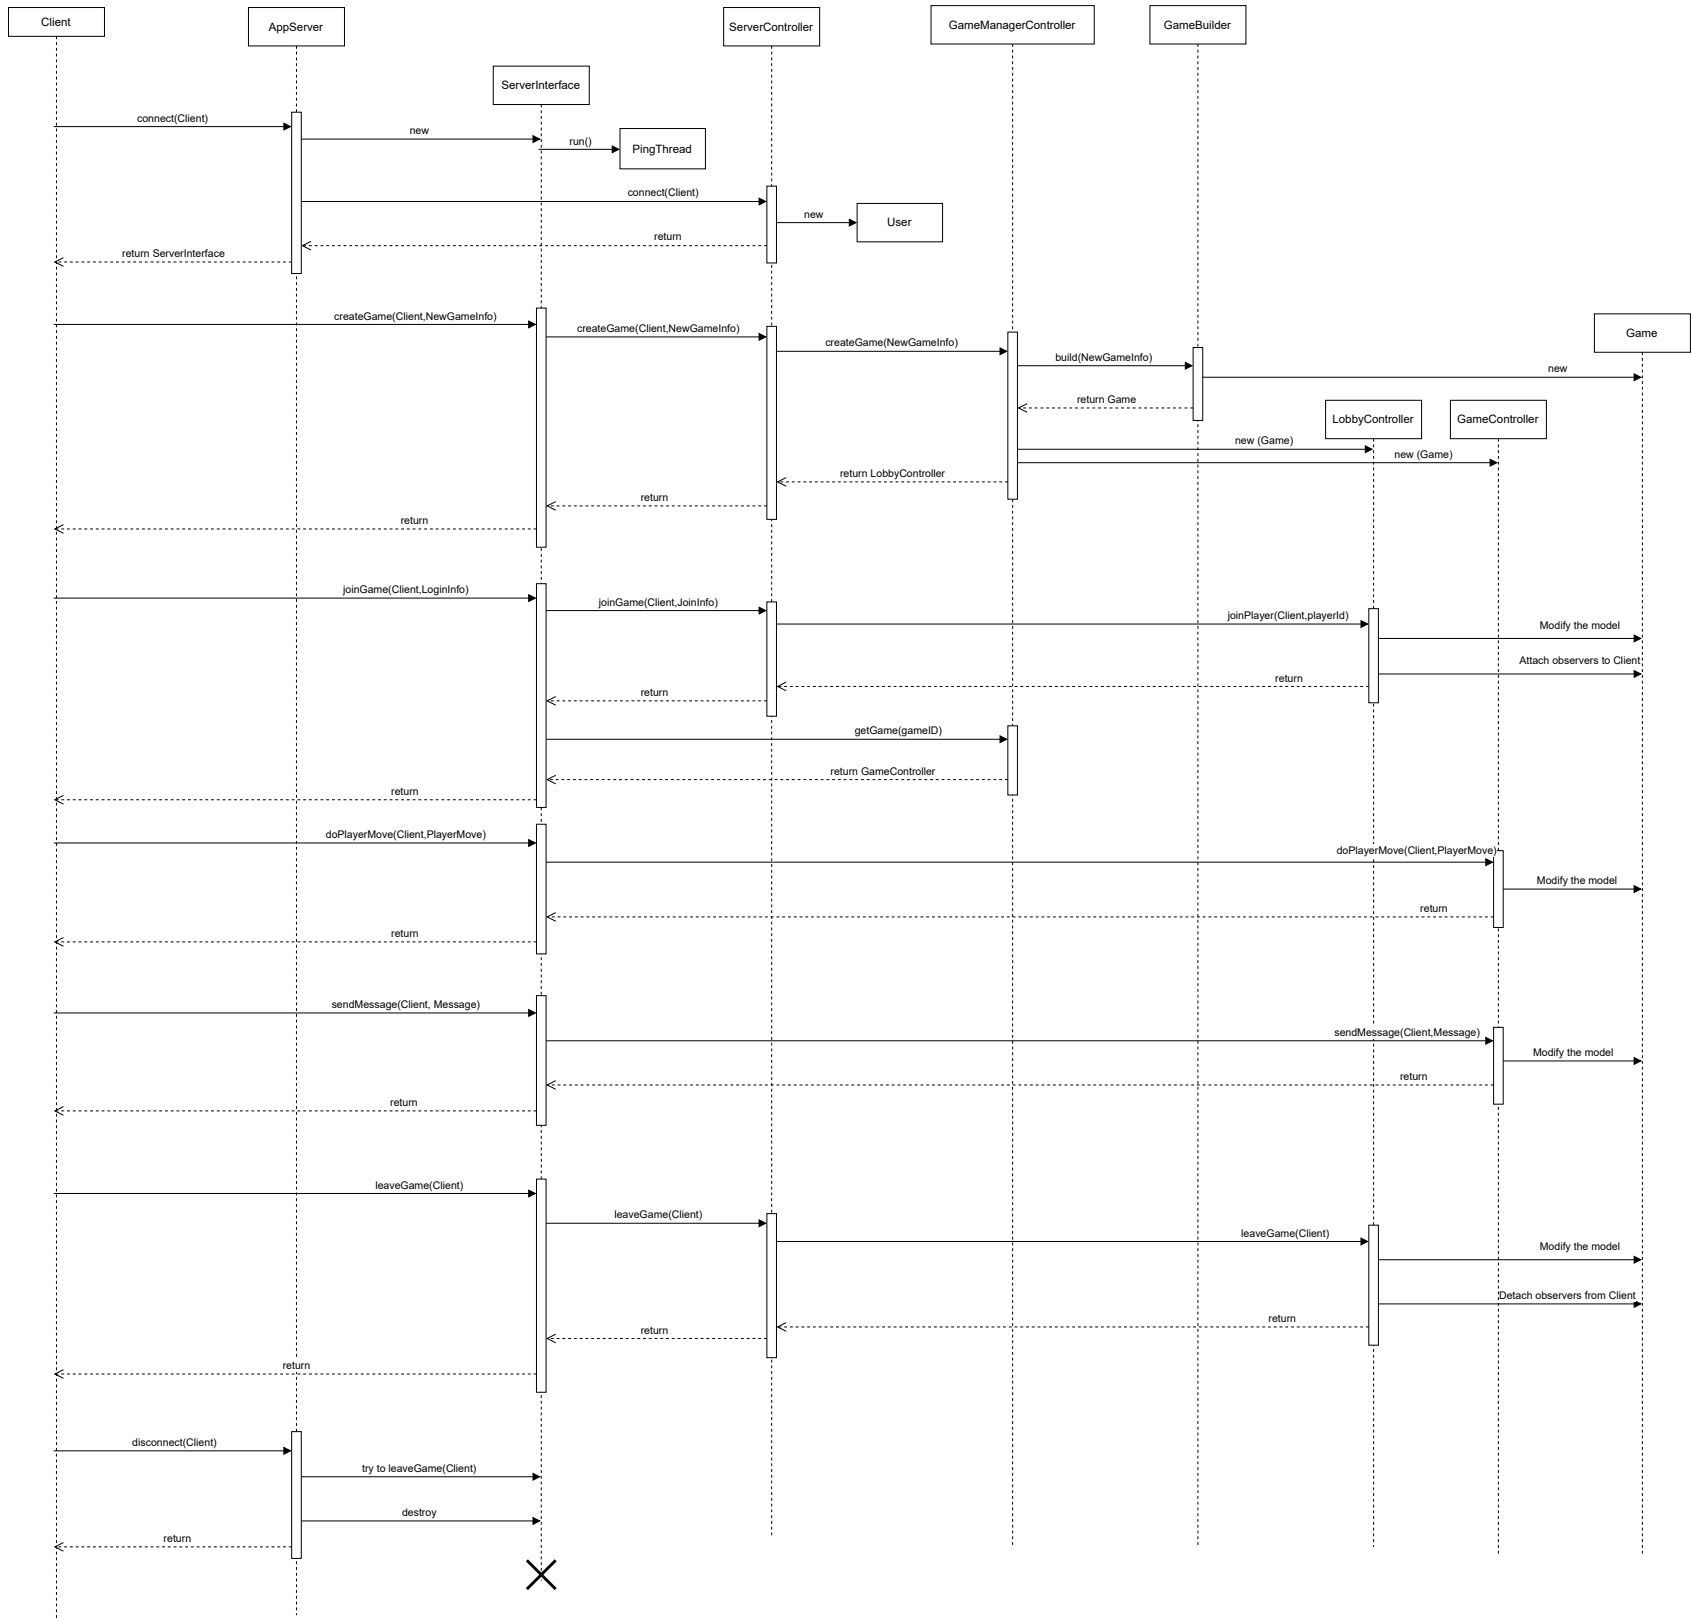 Client
AppServer
ServerController
GameManagerController
GameBuilder
ServerInterface
connect(Client)
new
run()
PingThread
connect(Client)
new
User
return
return ServerInterface
createGame(Client,NewGameInfo)
createGame(Client,NewGameInfo)
createGame(NewGameInfo)
build(NewGameInfo)
Game
new
return Game
LobbyController
GameController
new (Game)
new (Game)
return LobbyController
return
return
joinGame(Client,LoginInfo)
joinGame(Client,JoinInfo)
joinPlayer(Client,playerId)
Modify the model
Attach observers to Client
return
return
getGame(gameID)
return GameController
return
doPlayerMove(Client,PlayerMove)
doPlayerMove(Client,PlayerMove)
Modify the model
return
return
sendMessage(Client, Message)
sendMessage(Client,Message)
Modify the model
return
return
leaveGame(Client)
leaveGame(Client)
leaveGame(Client)
Modify the model
Detach observers from Client
return
return
return
disconnect(Client)
try to leaveGame(Client)
destroy
return